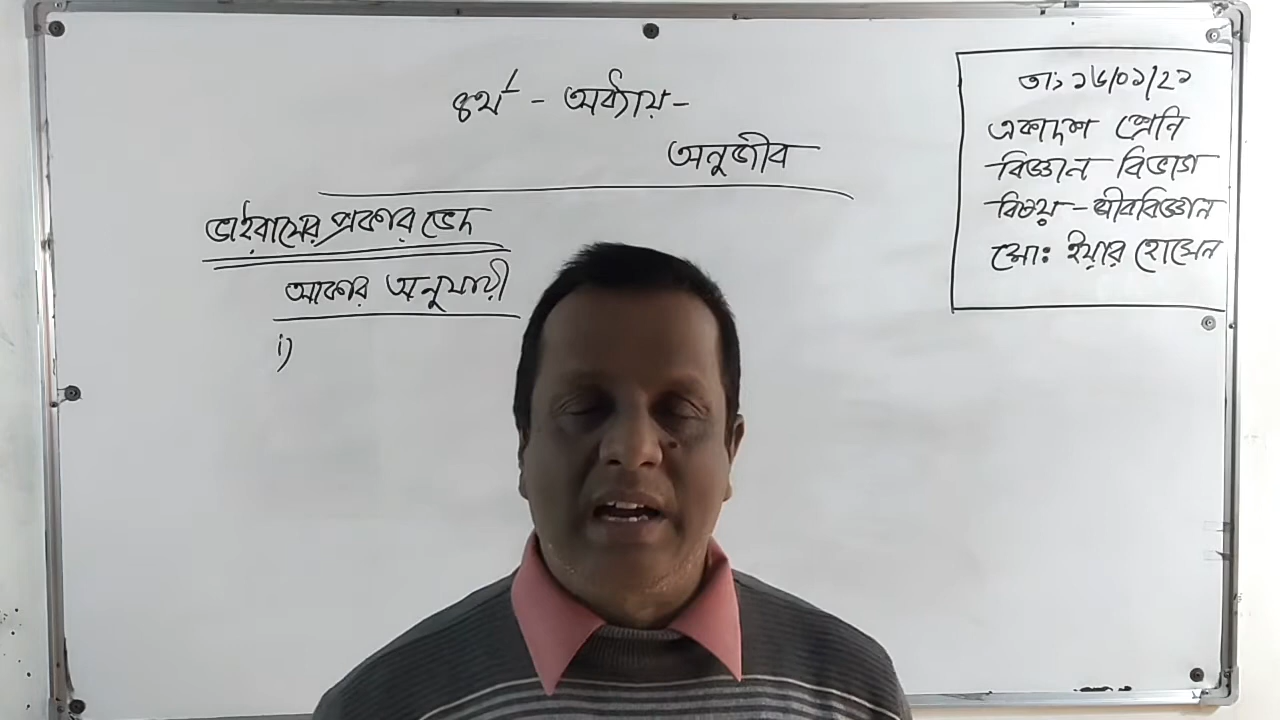 ৪র্থ - অধ্যায় -
অনুজীব
ভাইরাসের প্রকার ভেদ
আকার অনুযায়ী
i)
তাঃ ১৬/০১/২১
একাদশ শ্রেনি
বিজ্ঞান বিভাগ
বিষয় - জীববিজ্ঞান
মোঃ ইয়ার হোসেন